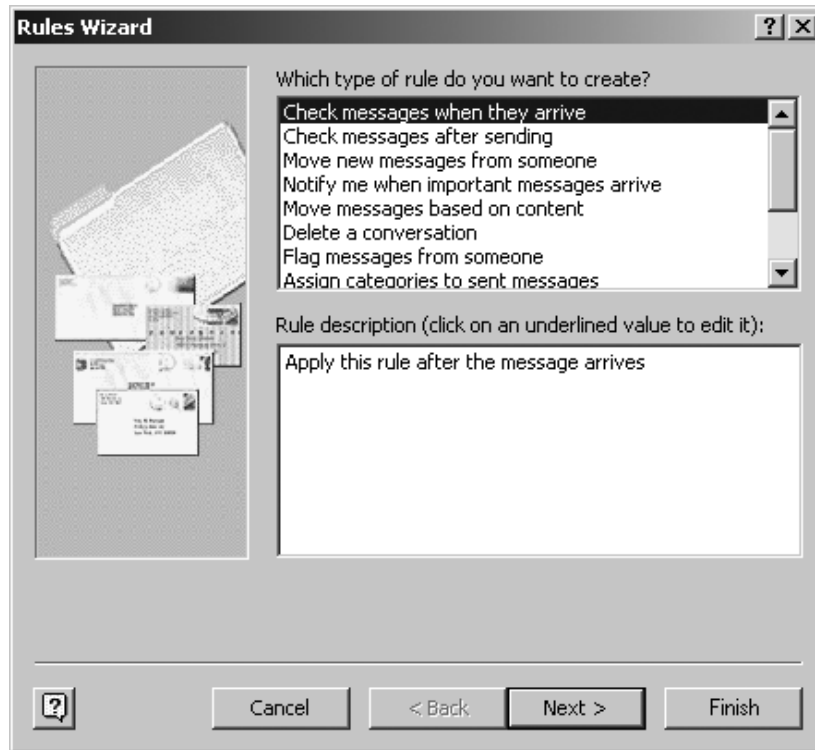 Rules Wizard
Which type of rule do you want to create?
Check messages when they arrive
Check messages after sending
Move new messages from someone
Notify me when important messages arrive
Move messages based on content
Delete a conversation
Flag messages from someone
Assign categories to sent messages
Rule description (click on an underlined value to edit it):
Apply this rule after the message arrives
Cancel
< Back
Next >
Finish